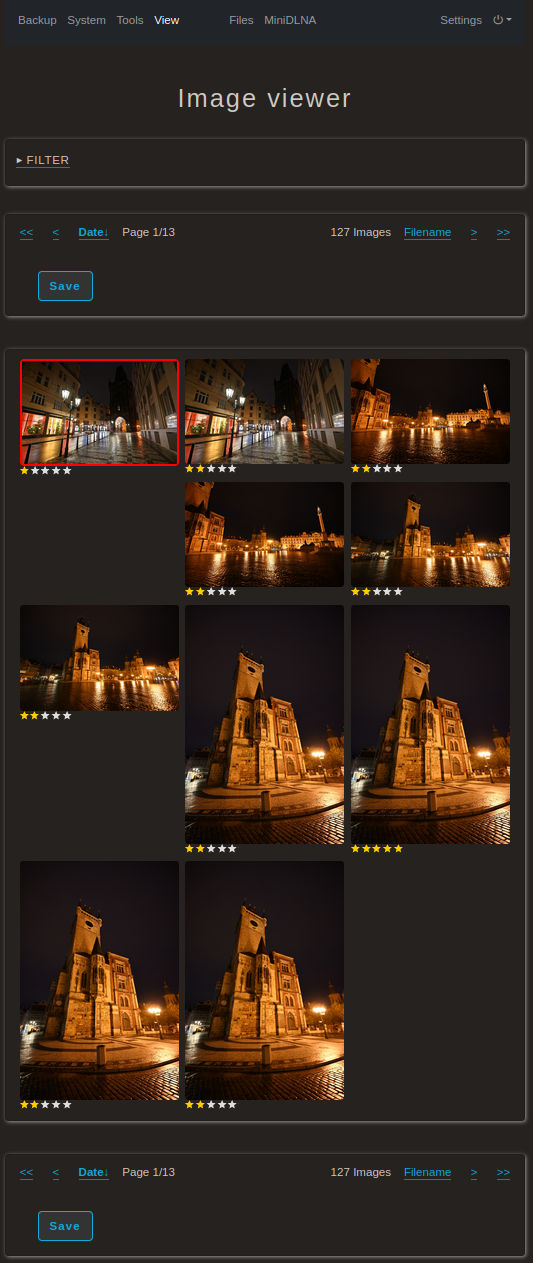 Backup System Tools View Files MiniDLNA Settings
Image viewer
▸ FILTER
<< < Date↓ Page 1/13 127 Images Filename > >>
Save
<< < Date↓ Page 1/13 127 Images Filename > >>
Save